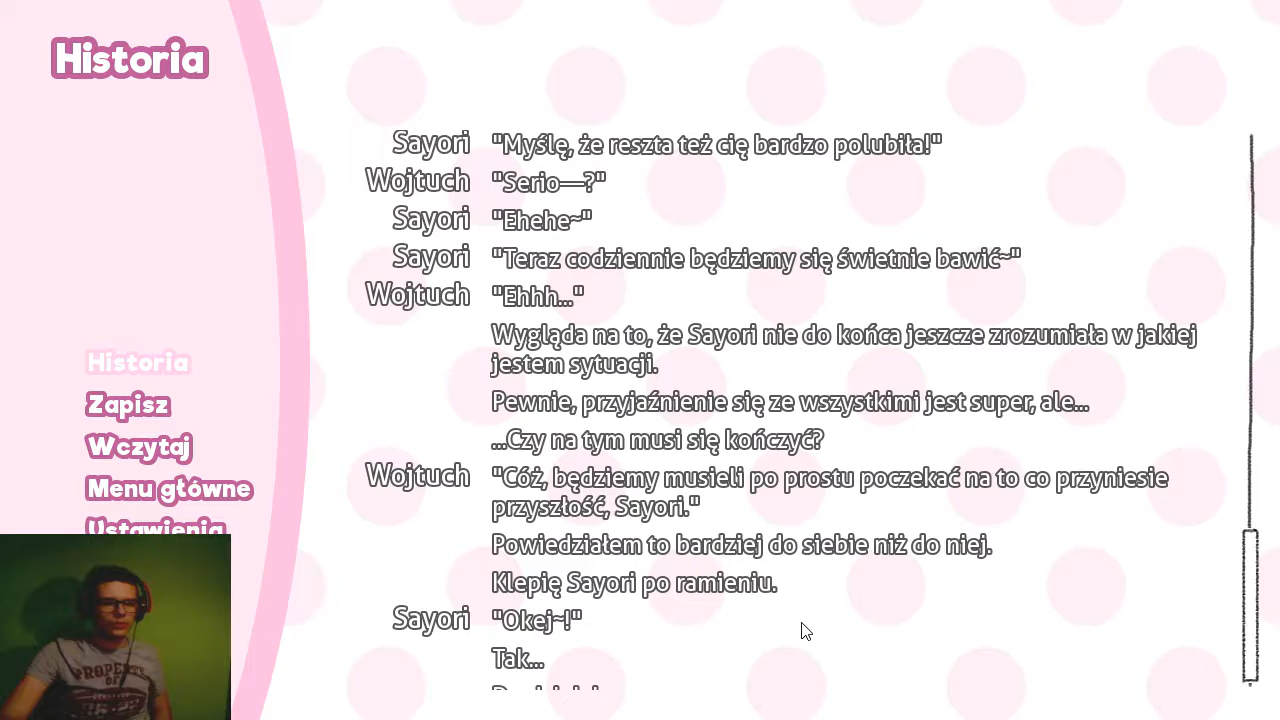 Historia
Sayori "Myślę, że reszta też cię bardzo polubiła!"
Wojtuch "Serio—?"
Sayori "Ehehe~"
Sayori "Teraz codziennie będziemy się świetnie bawić~"
Wojtuch "Ehhh..."
Wygląda na to, że Sayori nie do końca jeszcze zrozumiała w jakiej
jestem sytuacji.
Pewnie, przyjaźnienie się ze wszystkimi jest super, ale...
...Czy na tym musi się kończyć?
Wojtuch "Cóż, będziemy musieli po prostu poczekać na to co przyniesie
przyszłość, Sayori."
Powiedziałem to bardziej do siebie niż do niej.
Klepię Sayori po ramieniu.
Sayori "Okej~!"
Tak...
Historia
Zapisz
Wczytaj
Menu główne
Ustawienia
PROPERTY
OF